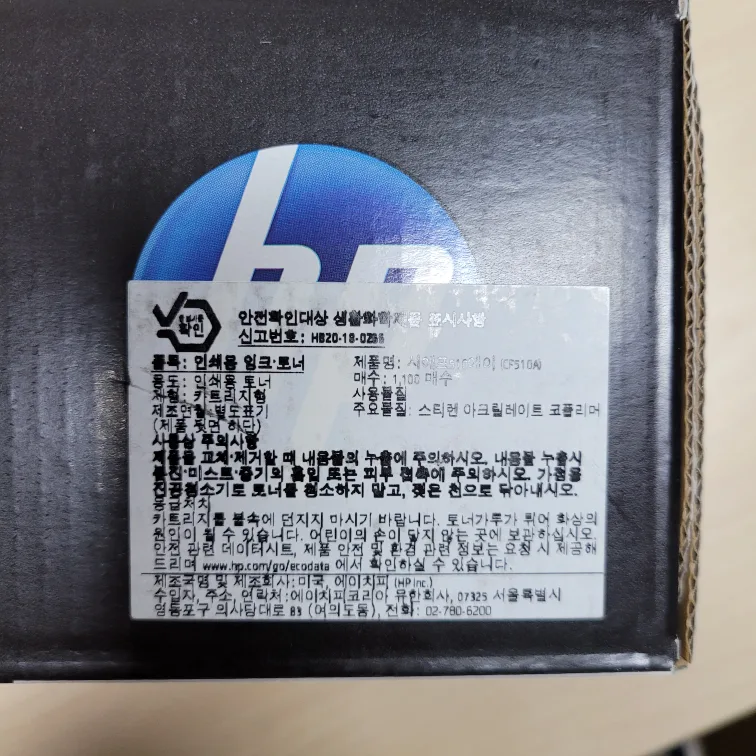 hp
확인
안전확인대상 생활화학제품 표시사항
신고번호: HB20-18-0266
품목: 인쇄용 잉크·토너
제품명: (CF510A)
용도: 인쇄용 토너
매수: 1,100 매수
제형: 카트리지형
사용물질
제조연월: 별도표기
주요물질: 스티렌 아크릴레이트 코폴리머
(제품 뒷면 하다)
사용상 주의사항
제품을 교체·제거할 때 내용물의 누출에 주의하시오. 내용물 누출시
분진·미스트·증기의 흡입 또는 피부 접촉에 주의하시오. 가정용
진공청소기로 토너를 청소하지 말고, 젖은 천으로 닦아내시오.
응급처치
카트리지를 불속에 던지지 마시기 바랍니다. 토너가루가 튀어 화상의
원인이 될 수 있습니다. 어린이의 손이 닿지 않는 곳에 보관하십시오.
안전 관련 데이터시트, 제품 안전 및 환경 관련 정보는 요청 시 제공해
드리며 www.hp.com/go/ecodata 에서 확인하실 수 있습니다.
제조국명 및 제조회사: 미국, 에이치피 (HP Inc.)
수입자, 주소, 연락처: 에이치피코리아 유한회사, 07325 서울특별시
영등포구 의사당대로 83 (여의도동), 전화: 02-780-6200